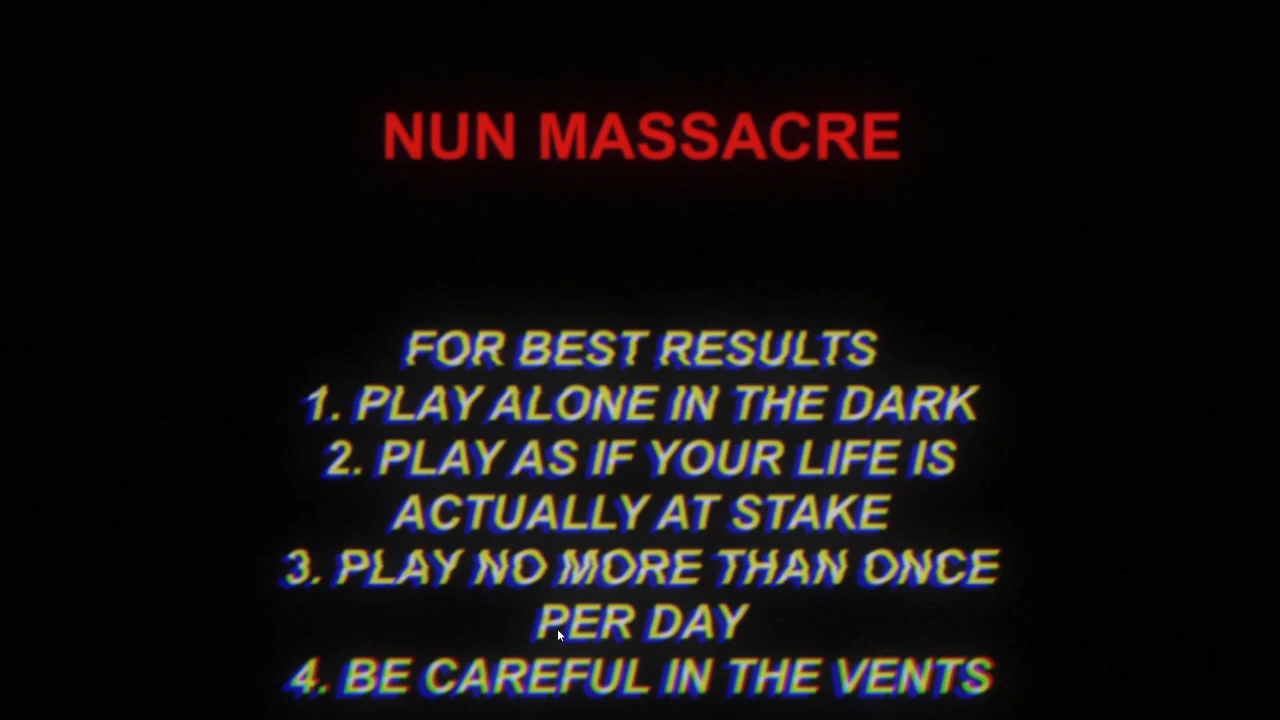 NUN MASSACRE
FOR BEST RESULTS
1. PLAY ALONE IN THE DARK
2. PLAY AS IF YOUR LIFE IS
ACTUALLY AT STAKE
3. PLAY NO MORE THAN ONCE
PER DAY
4. BE CAREFUL IN THE VENTS